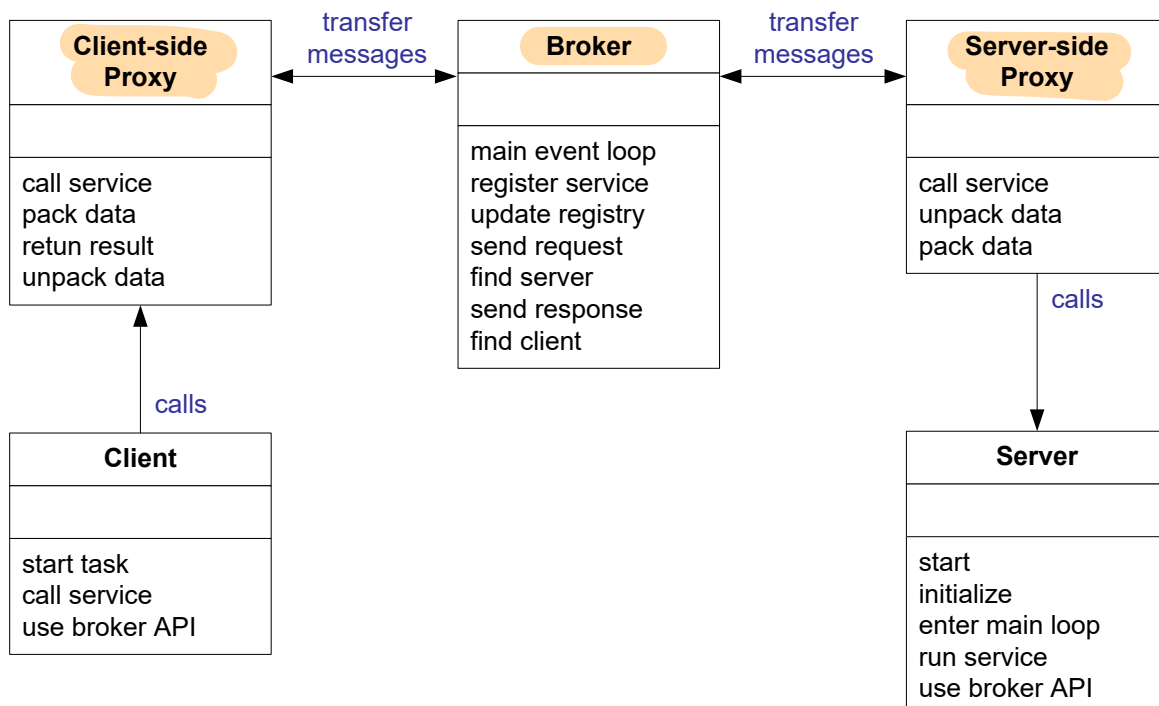 Client-side
Proxy
call service
pack data
retun result
unpack data
transfer
messages
Broker
main event loop
register service
update registry
send request
find server
send response
find client
transfer
messages
Server-side
Proxy
call service
unpack data
pack data
calls
Client
start task
call service
use broker API
calls
Server
start
initialize
enter main loop
run service
use broker API